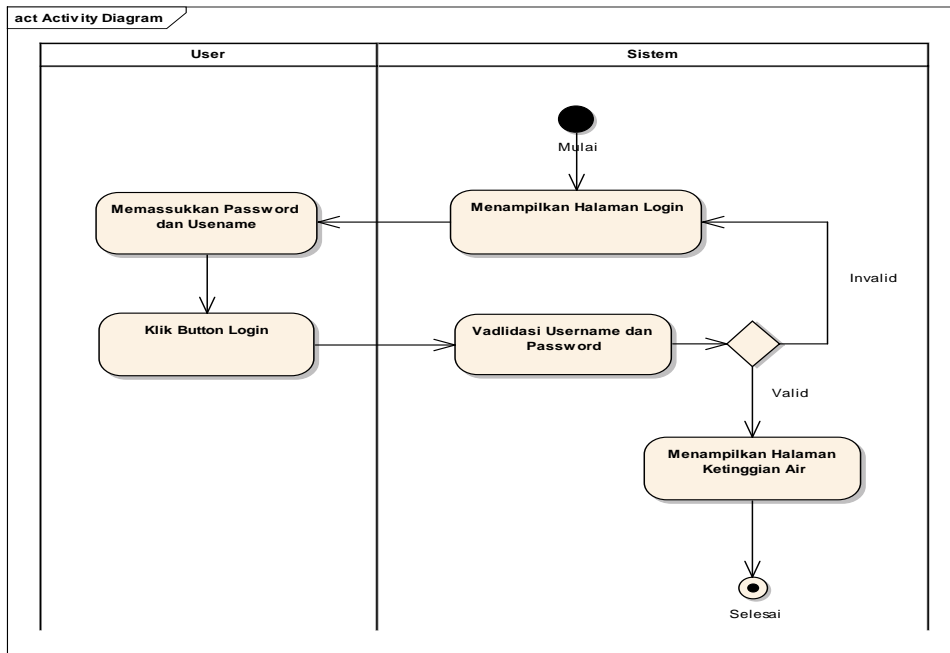 act Activity Diagram
User
Sistem
Mulai
Menampilkan Halaman Login
Memassukkan Password
dan Usename
Invalid
Klik Button Login
Vadlidasi Username dan
Password
Valid
Menampilkan Halaman
Ketinggian Air
Selesai